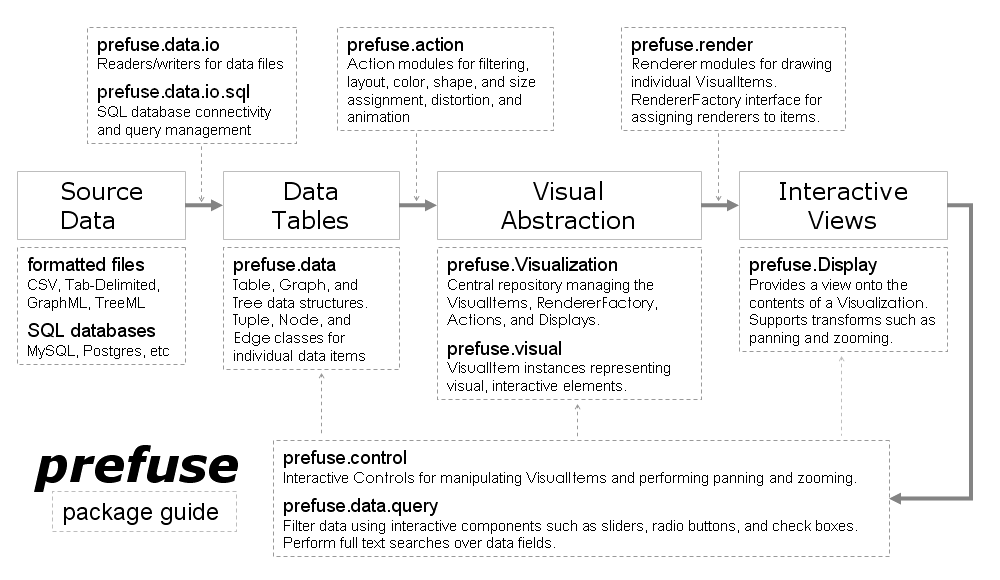 prefuse.data.io
Readers/writers for data files
prefuse.data.io.sql
SQL database connectivity
and query management
prefuse.action
Action modules for filtering,
layout, color, shape, and size
assignment, distortion, and
animation
prefuse.render
Renderer modules for drawing
individual VisualItems.
RendererFactory interface for
assigning renderers to items.
Source
Data
Data
Tables
Visual
Abstraction
Interactive
Views
formatted files
CSV, Tab-Delimited,
GraphML, TreeML
SQL databases
MySQL, Postgres, etc
prefuse.data
Table, Graph, and
Tree data structures.
Tuple, Node, and
Edge classes for
individual data items
prefuse.Visualization
Central repository managing the
VisualItems, RendererFactory,
Actions, and Displays.
prefuse.visual
VisualItem instances representing
visual, interactive elements.
prefuse.Display
Provides a view onto the
contents of a Visualization.
Supports transforms such as
panning and zooming.
prefuse
package guide
prefuse.control
Interactive Controls for manipulating VisualItems and performing panning and zooming.
prefuse.data.query
Filter data using interactive components such as sliders, radio buttons, and check boxes.
Perform full text searches over data fields.